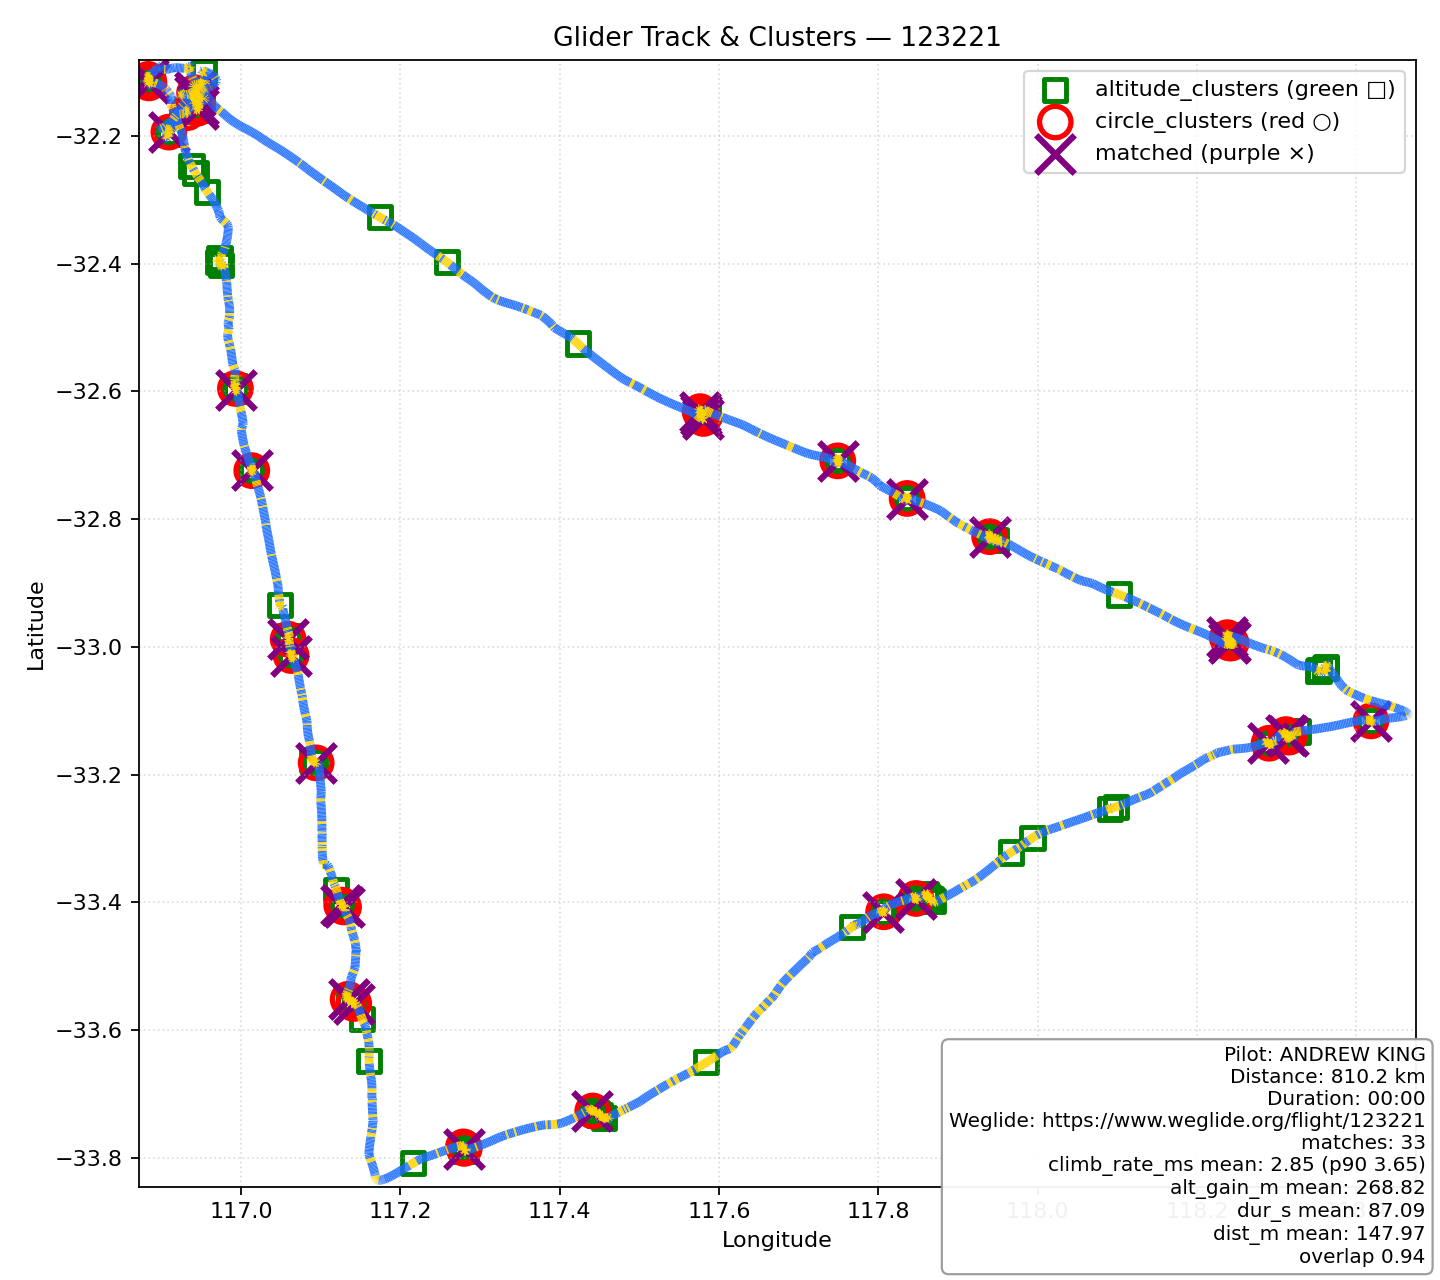 Glider Track & Clusters — 123221
altitude_clusters (green □)
circle_clusters (red ○)
matched (purple ×)
−32.2
−32.4
−32.6
−32.8
−33.0
−33.2
−33.4
−33.6
−33.8
Latitude
117.0
117.2
117.4
117.6
117.8
118.0
118.2
Longitude
Pilot: ANDREW KING
Distance: 810.2 km
Duration: 00:00
Weglide: https://www.weglide.org/flight/123221
matches: 33
climb_rate_ms mean: 2.85 (p90 3.65)
alt_gain_m mean: 268.82
dur_s mean: 87.09
dist_m mean: 147.97
overlap 0.94